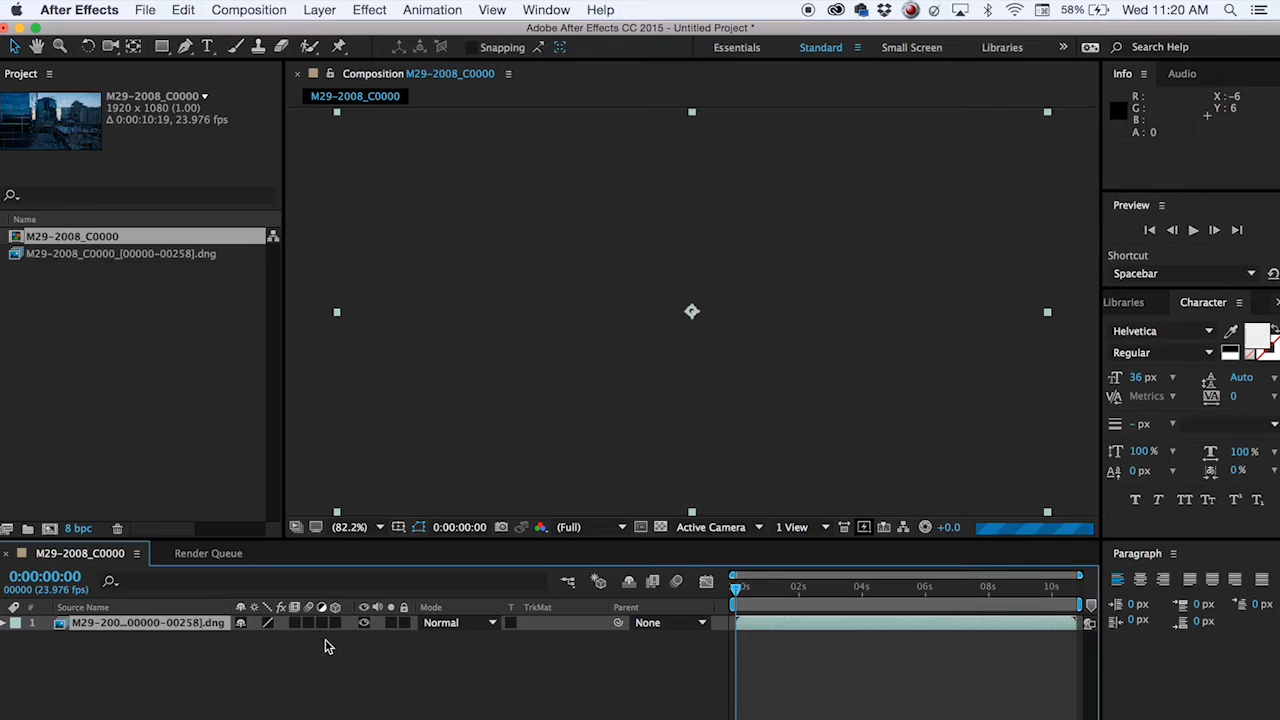 After Effects File Edit Composition Layer Effect Animation View Window Help 58% Wed 11:20 AM
Adobe After Effects CC 2015 - Untitled Project *
Snapping Essentials Standard Small Screen Libraries Search Help
Project
M29-2008_C0000
1920 x 1080 (1.00)
Δ 0:00:10:19, 23.976 fps
Name
M29-2008_C0000
M29-2008_C0000_[00000-00258].dng
8 bpc
Composition M29-2008_C0000
M29-2008_C0000
(82.2%) 0:00:00:00 (Full) Active Camera 1 View +0.0
Info Audio
R: X: -6
G: Y: 6
B:
A: 0
Preview
Shortcut
Spacebar
Libraries Character
Helvetica
Regular
36 px Auto
Metrics 0
- px
100 % 100 %
0 px 0 %
T T TT Tr T¹ T₁
M29-2008_C0000 Render Queue
0:00:00:00
00000 (23.976 fps)
# Source Name Mode T TrkMat Parent
1 M29-200...00000-00258].dng Normal None
0s 02s 04s 06s 08s 10s
Paragraph
0 px 0 px 0 px
0 px 0 px